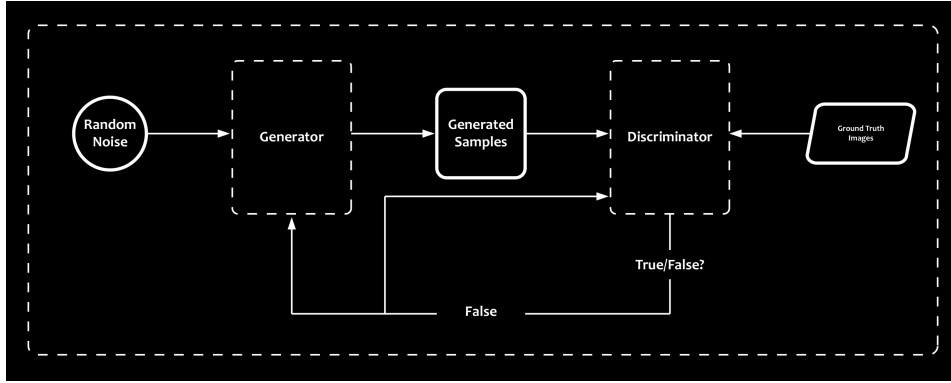 Random
Noise
Generator
Generated
Samples
Discriminator
Ground Truth
Images
True/False?
False